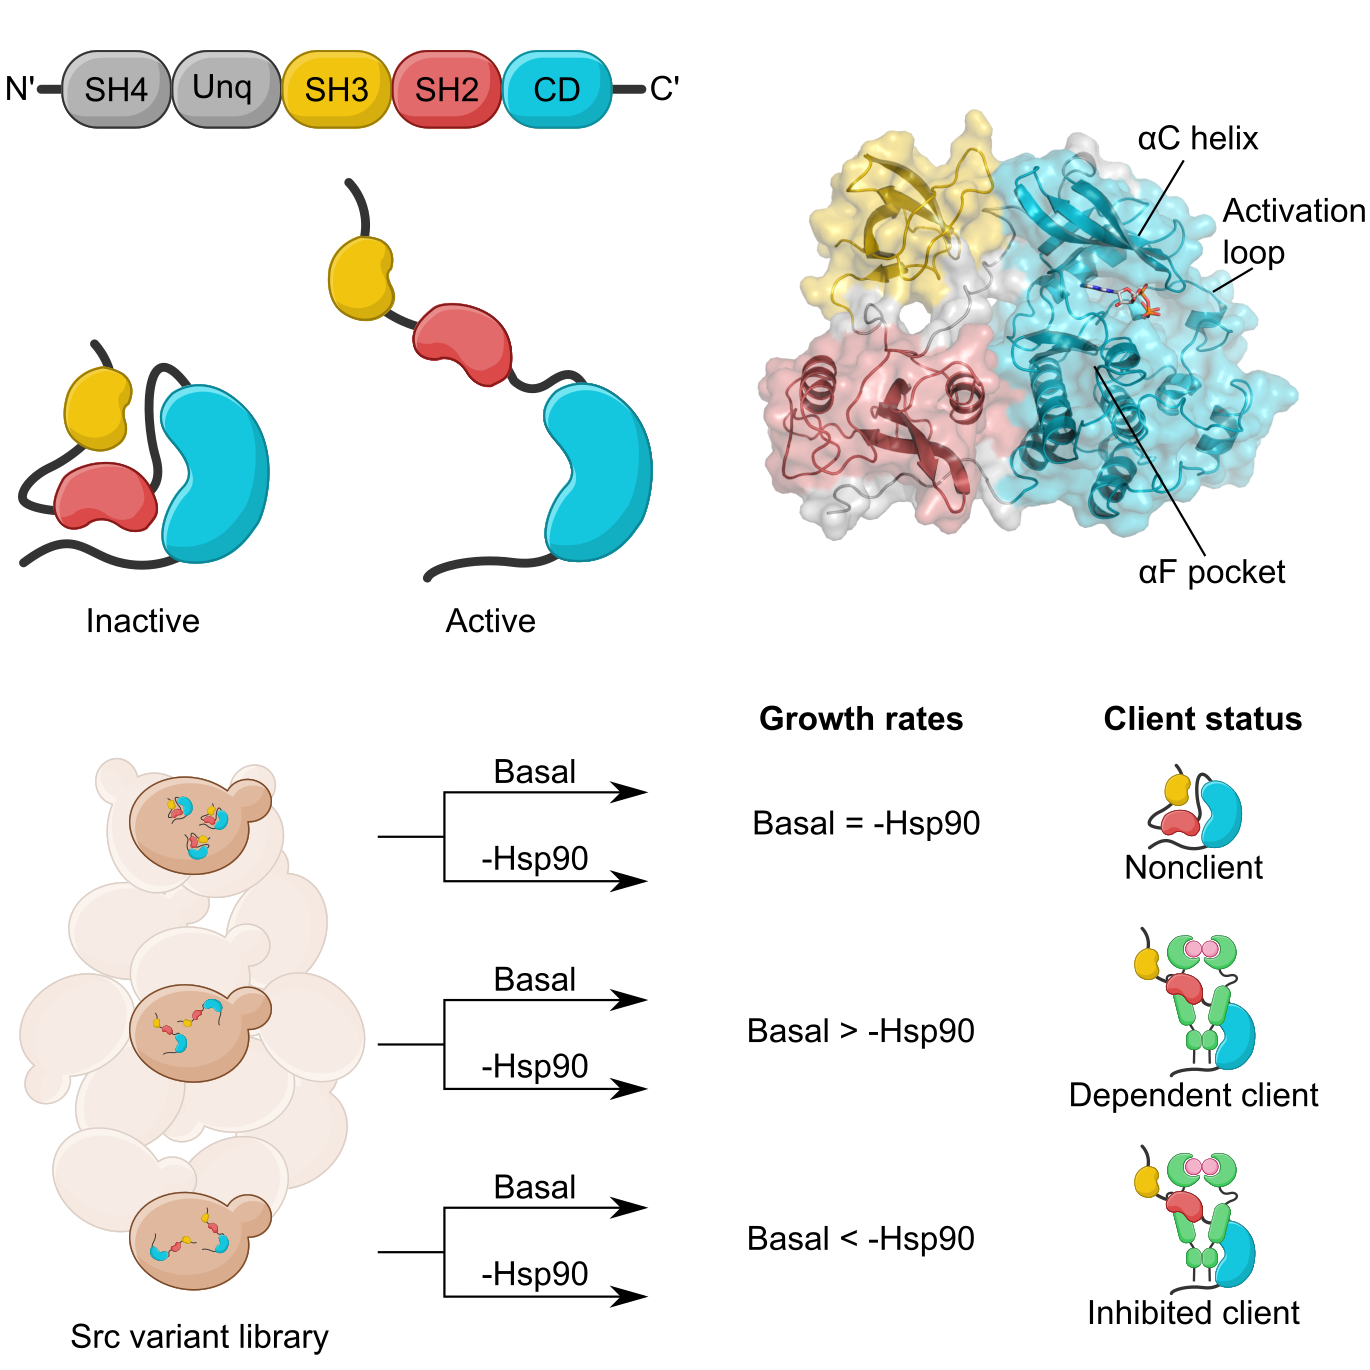 N' SH4 Unq SH3 SH2 CD C'
αC helix
Activation
loop
αF pocket
Inactive
Active
Growth rates
Client status
Basal
-Hsp90
Basal = -Hsp90
Nonclient
Basal
-Hsp90
Basal > -Hsp90
Dependent client
Basal
-Hsp90
Basal < -Hsp90
Inhibited client
Src variant library